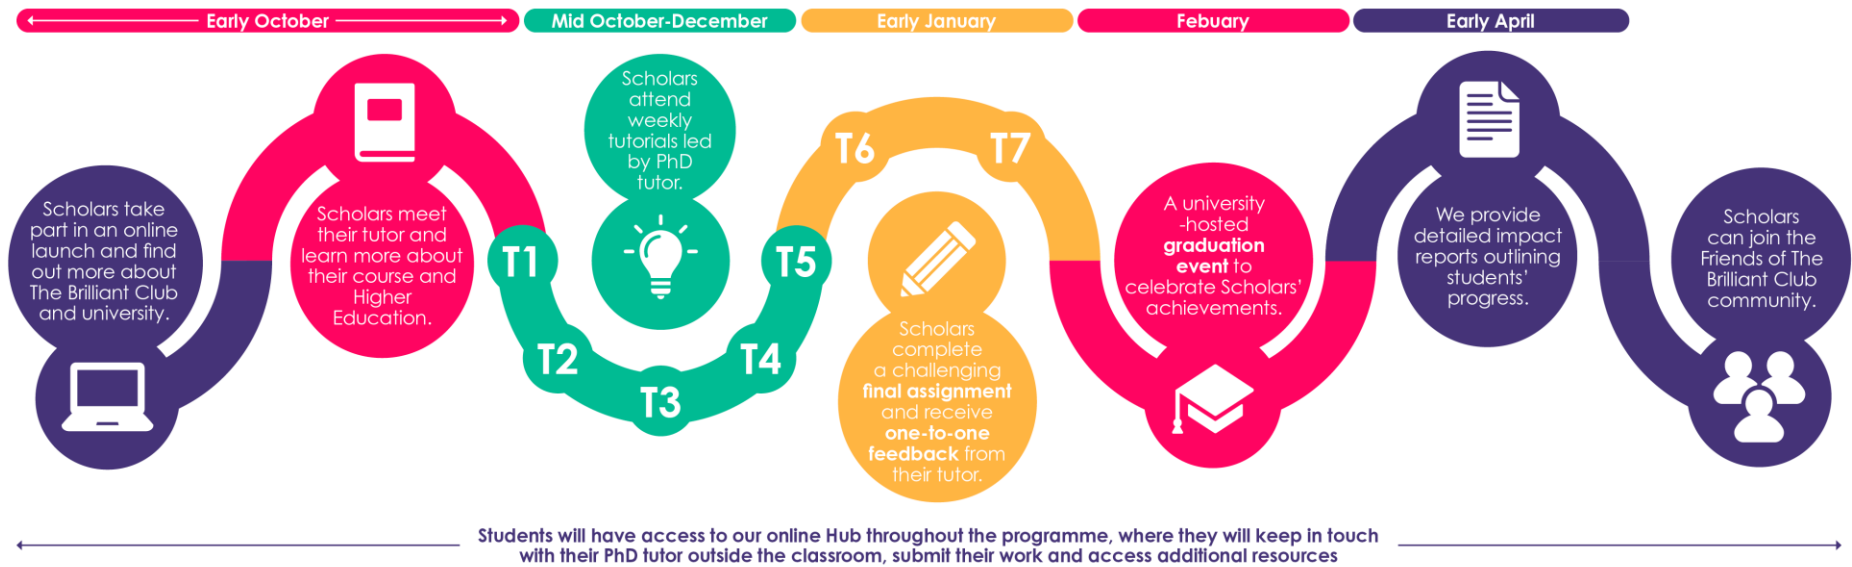 Early October
Mid October-December
Early January
Febuary
Early April
Scholars take
part in an online
launch and find
out more about
The Brilliant Club
and university.
Scholars meet
their tutor and
learn more about
their course and
Higher
Education.
Scholars
attend
weekly
tutorials led
by PhD
tutor.
T1
T2
T3
T4
T5
T6
T7
Scholars
complete
a challenging
final assignment
and receive
one-to-one
feedback from
their tutor.
A university
-hosted
graduation
event to
celebrate Scholars’
achievements.
We provide
detailed impact
reports outlining
students’
progress.
Scholars
can join the
Friends of The
Brilliant Club
community.
Students will have access to our online Hub throughout the programme, where they will keep in touch
with their PhD tutor outside the classroom, submit their work and access additional resources